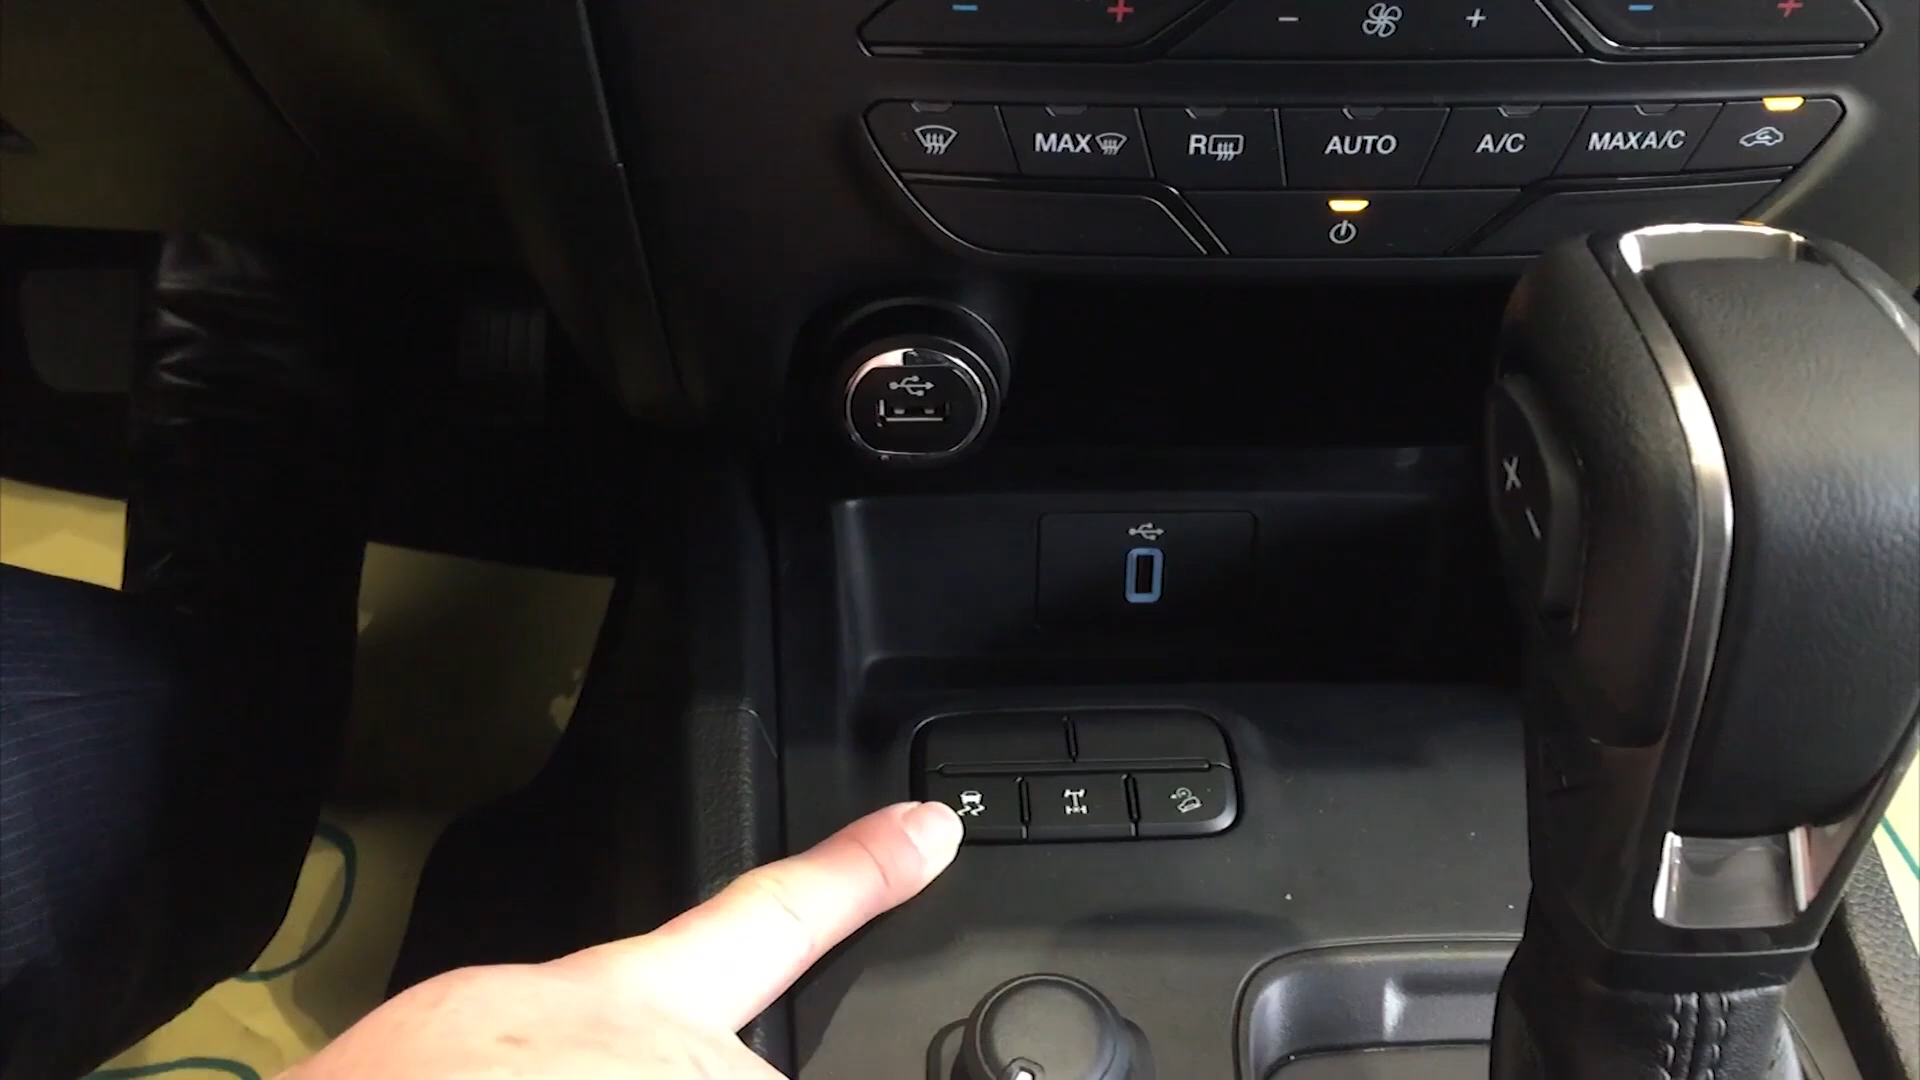 − + − + − +
MAX R AUTO A/C MAX A/C